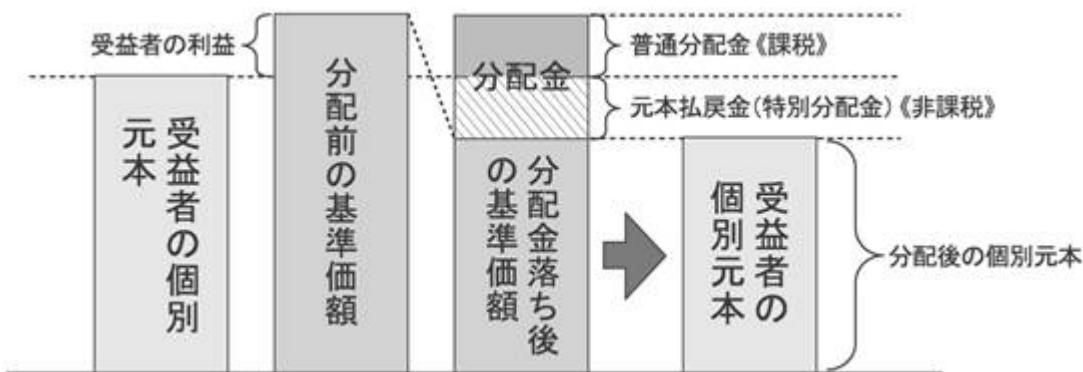 受益者の利益
受益者の個別
元本
分配前の基準価額
分配金
分配金落ち後
の基準価額
普通分配金《課税》
元本払戻金(特別分配金)《非課税》
受益者の
個別元本
分配後の個別元本